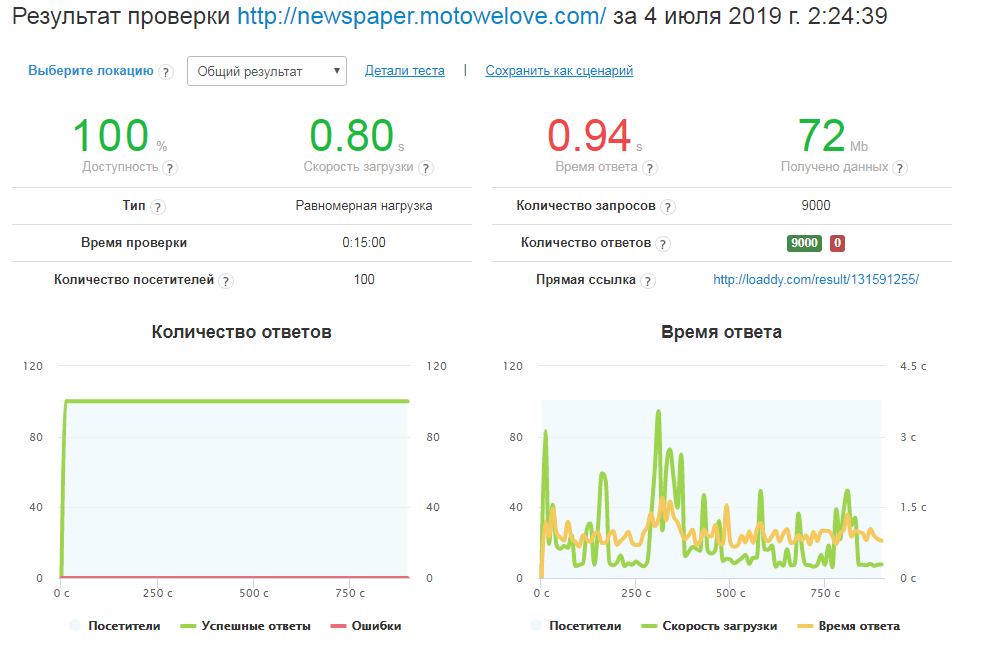 Результат проверки http://newspaper.motowelove.com/ за 4 июля 2019 г. 2:24:39
Выберите локацию ? Общий результат ▼ Детали теста | Сохранить как сценарий
100 % 0.80 s 0.94 s 72 Mb
Доступность ? Скорость загрузки ? Время ответа ? Получено данных ?
Тип ? Равномерная нагрузка Количество запросов ? 9000
Время проверки 0:15:00 Количество ответов ? 9000 0
Количество посетителей ? 100 Прямая ссылка ? http://loaddy.com/result/131591255/
Количество ответов Время ответа
120 120 120 4.5 с
80 80 80 3 с
40 40 40 1.5 с
0 0 0 0 с
0 с 250 с 500 с 750 с 0 с 250 с 500 с 750 с
Посетители Успешные ответы Ошибки Посетители Скорость загрузки Время ответа